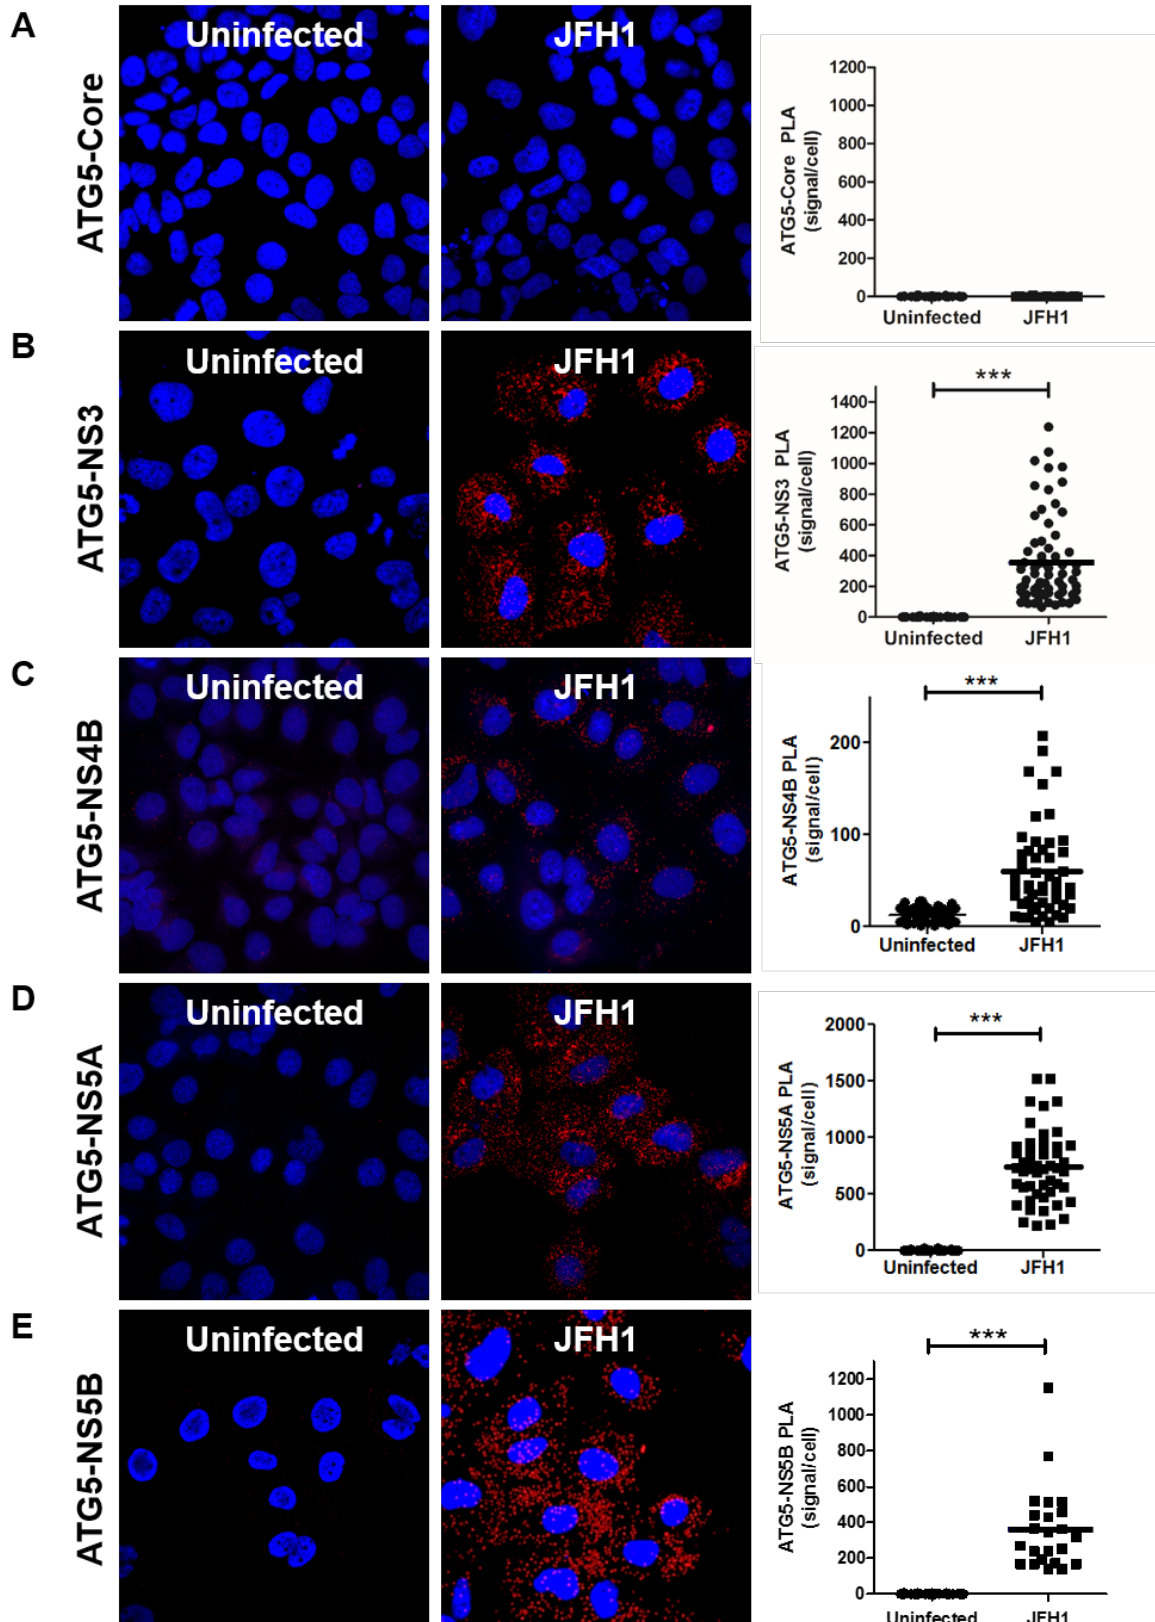 A
ATG5-Core
Uninfected
JFH1
ATG5-Core PLA
(signal/cell)
1200
1000
800
600
400
200
0
Uninfected
JFH1
B
ATG5-NS3
Uninfected
JFH1
***
ATG5-NS3 PLA
(signal/cell)
1400
1200
1000
800
600
400
200
0
Uninfected
JFH1
C
ATG5-NS4B
Uninfected
JFH1
***
ATG5-NS4B PLA
(signal/cell)
200
100
0
Uninfected
JFH1
D
ATG5-NS5A
Uninfected
JFH1
***
ATG5-NS5A PLA
(signal/cell)
2000
1500
1000
500
0
Uninfected
JFH1
E
ATG5-NS5B
Uninfected
JFH1
***
ATG5-NS5B PLA
(signal/cell)
1200
1000
800
600
400
200
0
Uninfected
JFH1